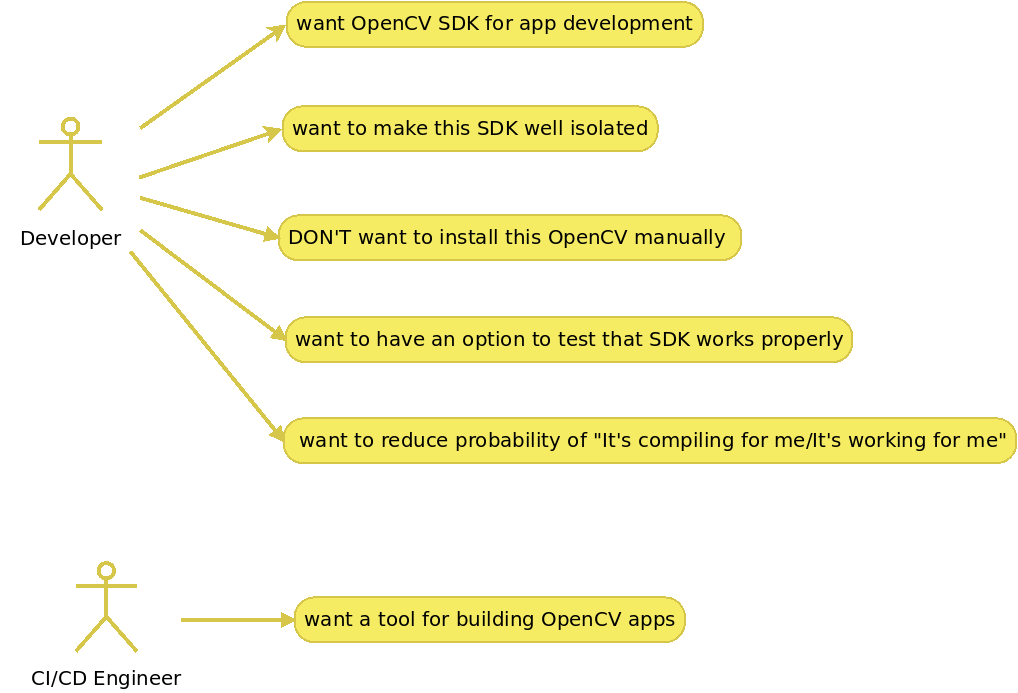 want OpenCV SDK for app development
want to make this SDK well isolated
Developer
DON'T want to install this OpenCV manually
want to have an option to test that SDK works properly
want to reduce probability of "It's compiling for me/It's working for me"
want a tool for building OpenCV apps
CI/CD Engineer